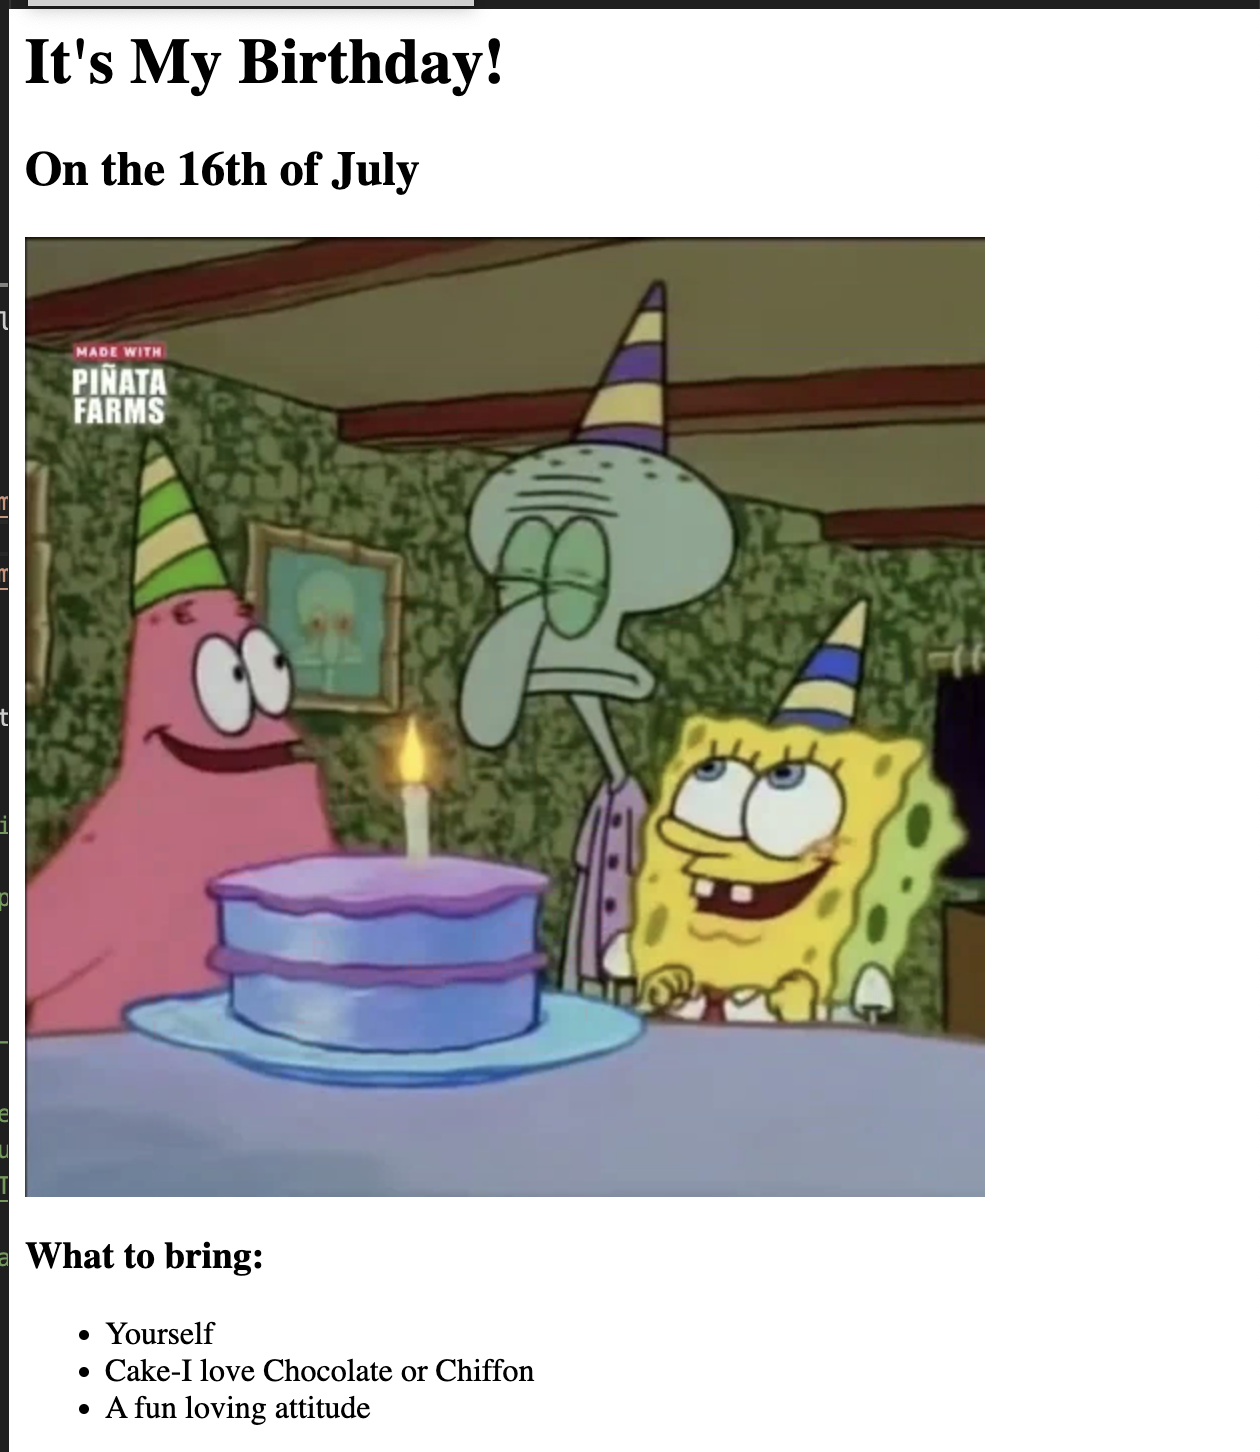 It's My Birthday!
On the 16th of July
MADE WITH
PIÑATA
FARMS
What to bring:
Yourself
Cake-I love Chocolate or Chiffon
A fun loving attitude